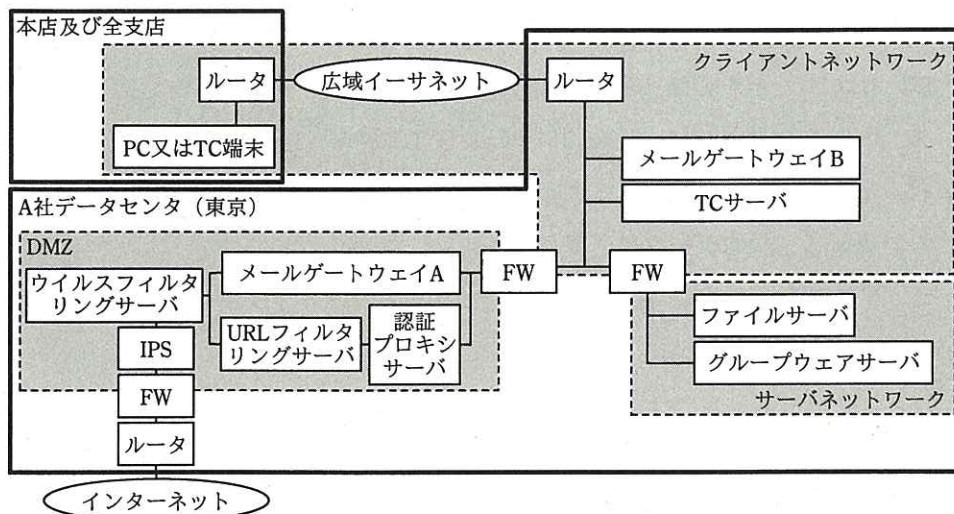 本店及び全支店
クライアントネットワーク
ルータ
広域イーサネット
ルータ
PC又はTC端末
メールゲートウェイB
TCサーバ
A社データセンタ（東京）
DMZ
ウイルスフィルタ
リングサーバ
メールゲートウェイA
FW
FW
URLフィルタ
リングサーバ
認証
プロキシ
サーバ
IPS
ファイルサーバ
グループウェアサーバ
サーバネットワーク
FW
ルータ
インターネット